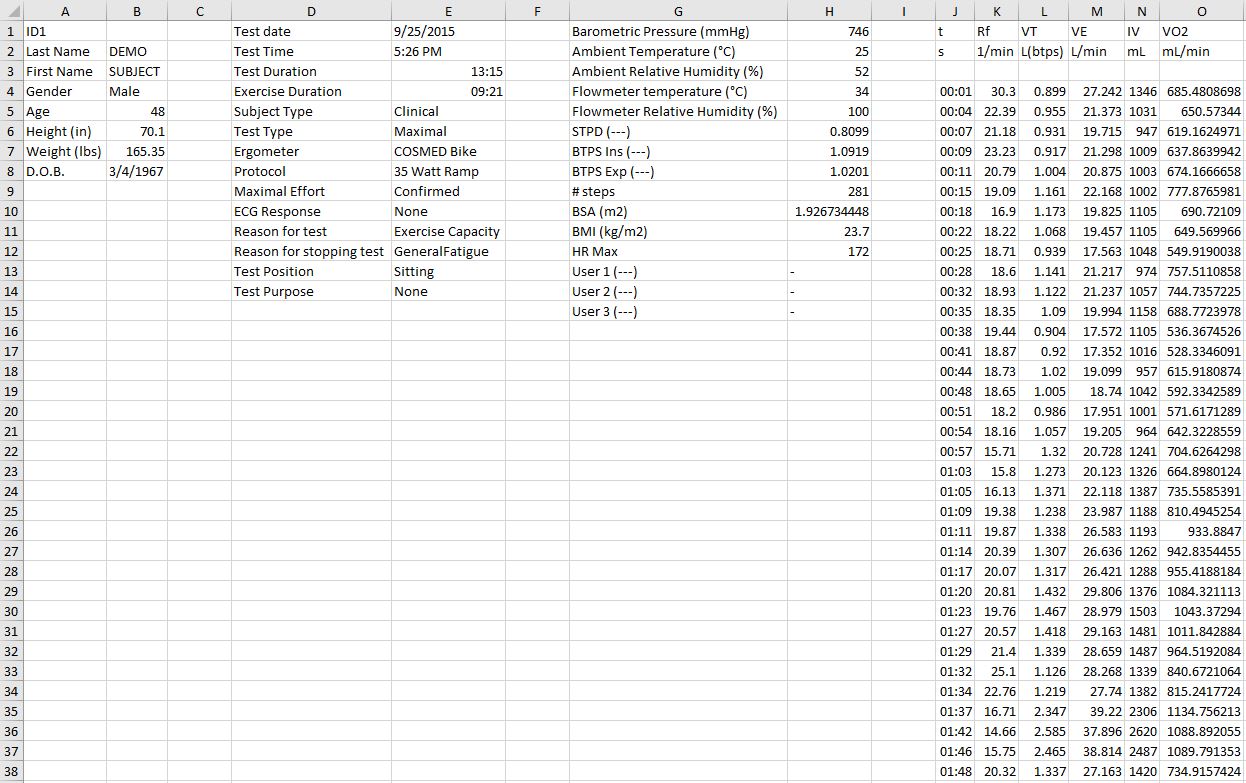 A B C D E F G H I J K L M N O
1 ID1 Test date 9/25/2015 Barometric Pressure (mmHg) 746 t Rf VT VE IV VO2
2 Last Name DEMO Test Time 5:26 PM Ambient Temperature (°C) 25 s 1/min L(btps) L/min mL mL/min
3 First Name SUBJECT Test Duration 13:15 Ambient Relative Humidity (%) 52
4 Gender Male Exercise Duration 09:21 Flowmeter temperature (°C) 34 00:01 30.3 0.899 27.242 1346 685.4808698
5 Age 48 Subject Type Clinical Flowmeter Relative Humidity (%) 100 00:04 22.39 0.955 21.373 1031 650.57344
6 Height (in) 70.1 Test Type Maximal STPD (---) 0.8099 00:07 21.18 0.931 19.715 947 619.1624971
7 Weight (lbs) 165.35 Ergometer COSMED Bike BTPS Ins (---) 1.0919 00:09 23.23 0.917 21.298 1009 637.8639942
8 D.O.B. 3/4/1967 Protocol 35 Watt Ramp BTPS Exp (---) 1.0201 00:11 20.79 1.004 20.875 1003 674.1666658
9 Maximal Effort Confirmed # steps 281 00:15 19.09 1.161 22.168 1002 777.8765981
10 ECG Response None BSA (m2) 1.926734448 00:18 16.9 1.173 19.825 1105 690.72109
11 Reason for test Exercise Capacity BMI (kg/m2) 23.7 00:22 18.22 1.068 19.457 1105 649.569966
12 Reason for stopping test GeneralFatigue HR Max 172 00:25 18.71 0.939 17.563 1048 549.9190038
13 Test Position Sitting User 1 (---) - 00:28 18.6 1.141 21.217 974 757.5110858
14 Test Purpose None User 2 (---) - 00:32 18.93 1.122 21.237 1057 744.7357225
15 User 3 (---) - 00:35 18.35 1.09 19.994 1158 688.7723978
16 00:38 19.44 0.904 17.572 1105 536.3674526
17 00:41 18.87 0.92 17.352 1016 528.3346091
18 00:44 18.73 1.02 19.099 957 615.9180874
19 00:48 18.65 1.005 18.74 1042 592.3342589
20 00:51 18.2 0.986 17.951 1001 571.6171289
21 00:54 18.16 1.057 19.205 964 642.3228559
22 00:57 15.71 1.32 20.728 1241 704.6264298
23 01:03 15.8 1.273 20.123 1326 664.8980124
24 01:05 16.13 1.371 22.118 1387 735.5585391
25 01:09 19.38 1.238 23.987 1188 810.4945254
26 01:11 19.87 1.338 26.583 1193 933.8847
27 01:14 20.39 1.307 26.636 1262 942.8354455
28 01:17 20.07 1.317 26.421 1288 955.4188184
29 01:20 20.81 1.432 29.806 1376 1084.321113
30 01:23 19.76 1.467 28.979 1503 1043.37294
31 01:27 20.57 1.418 29.163 1481 1011.842884
32 01:29 21.4 1.339 28.659 1487 964.5192084
33 01:32 25.1 1.126 28.268 1339 840.6721064
34 01:34 22.76 1.219 27.74 1382 815.2417724
35 01:37 16.71 2.347 39.22 2306 1134.756213
36 01:42 14.66 2.585 37.896 2620 1088.892055
37 01:46 15.75 2.465 38.814 2487 1089.791353
38 01:48 20.32 1.337 27.163 1420 734.9157424